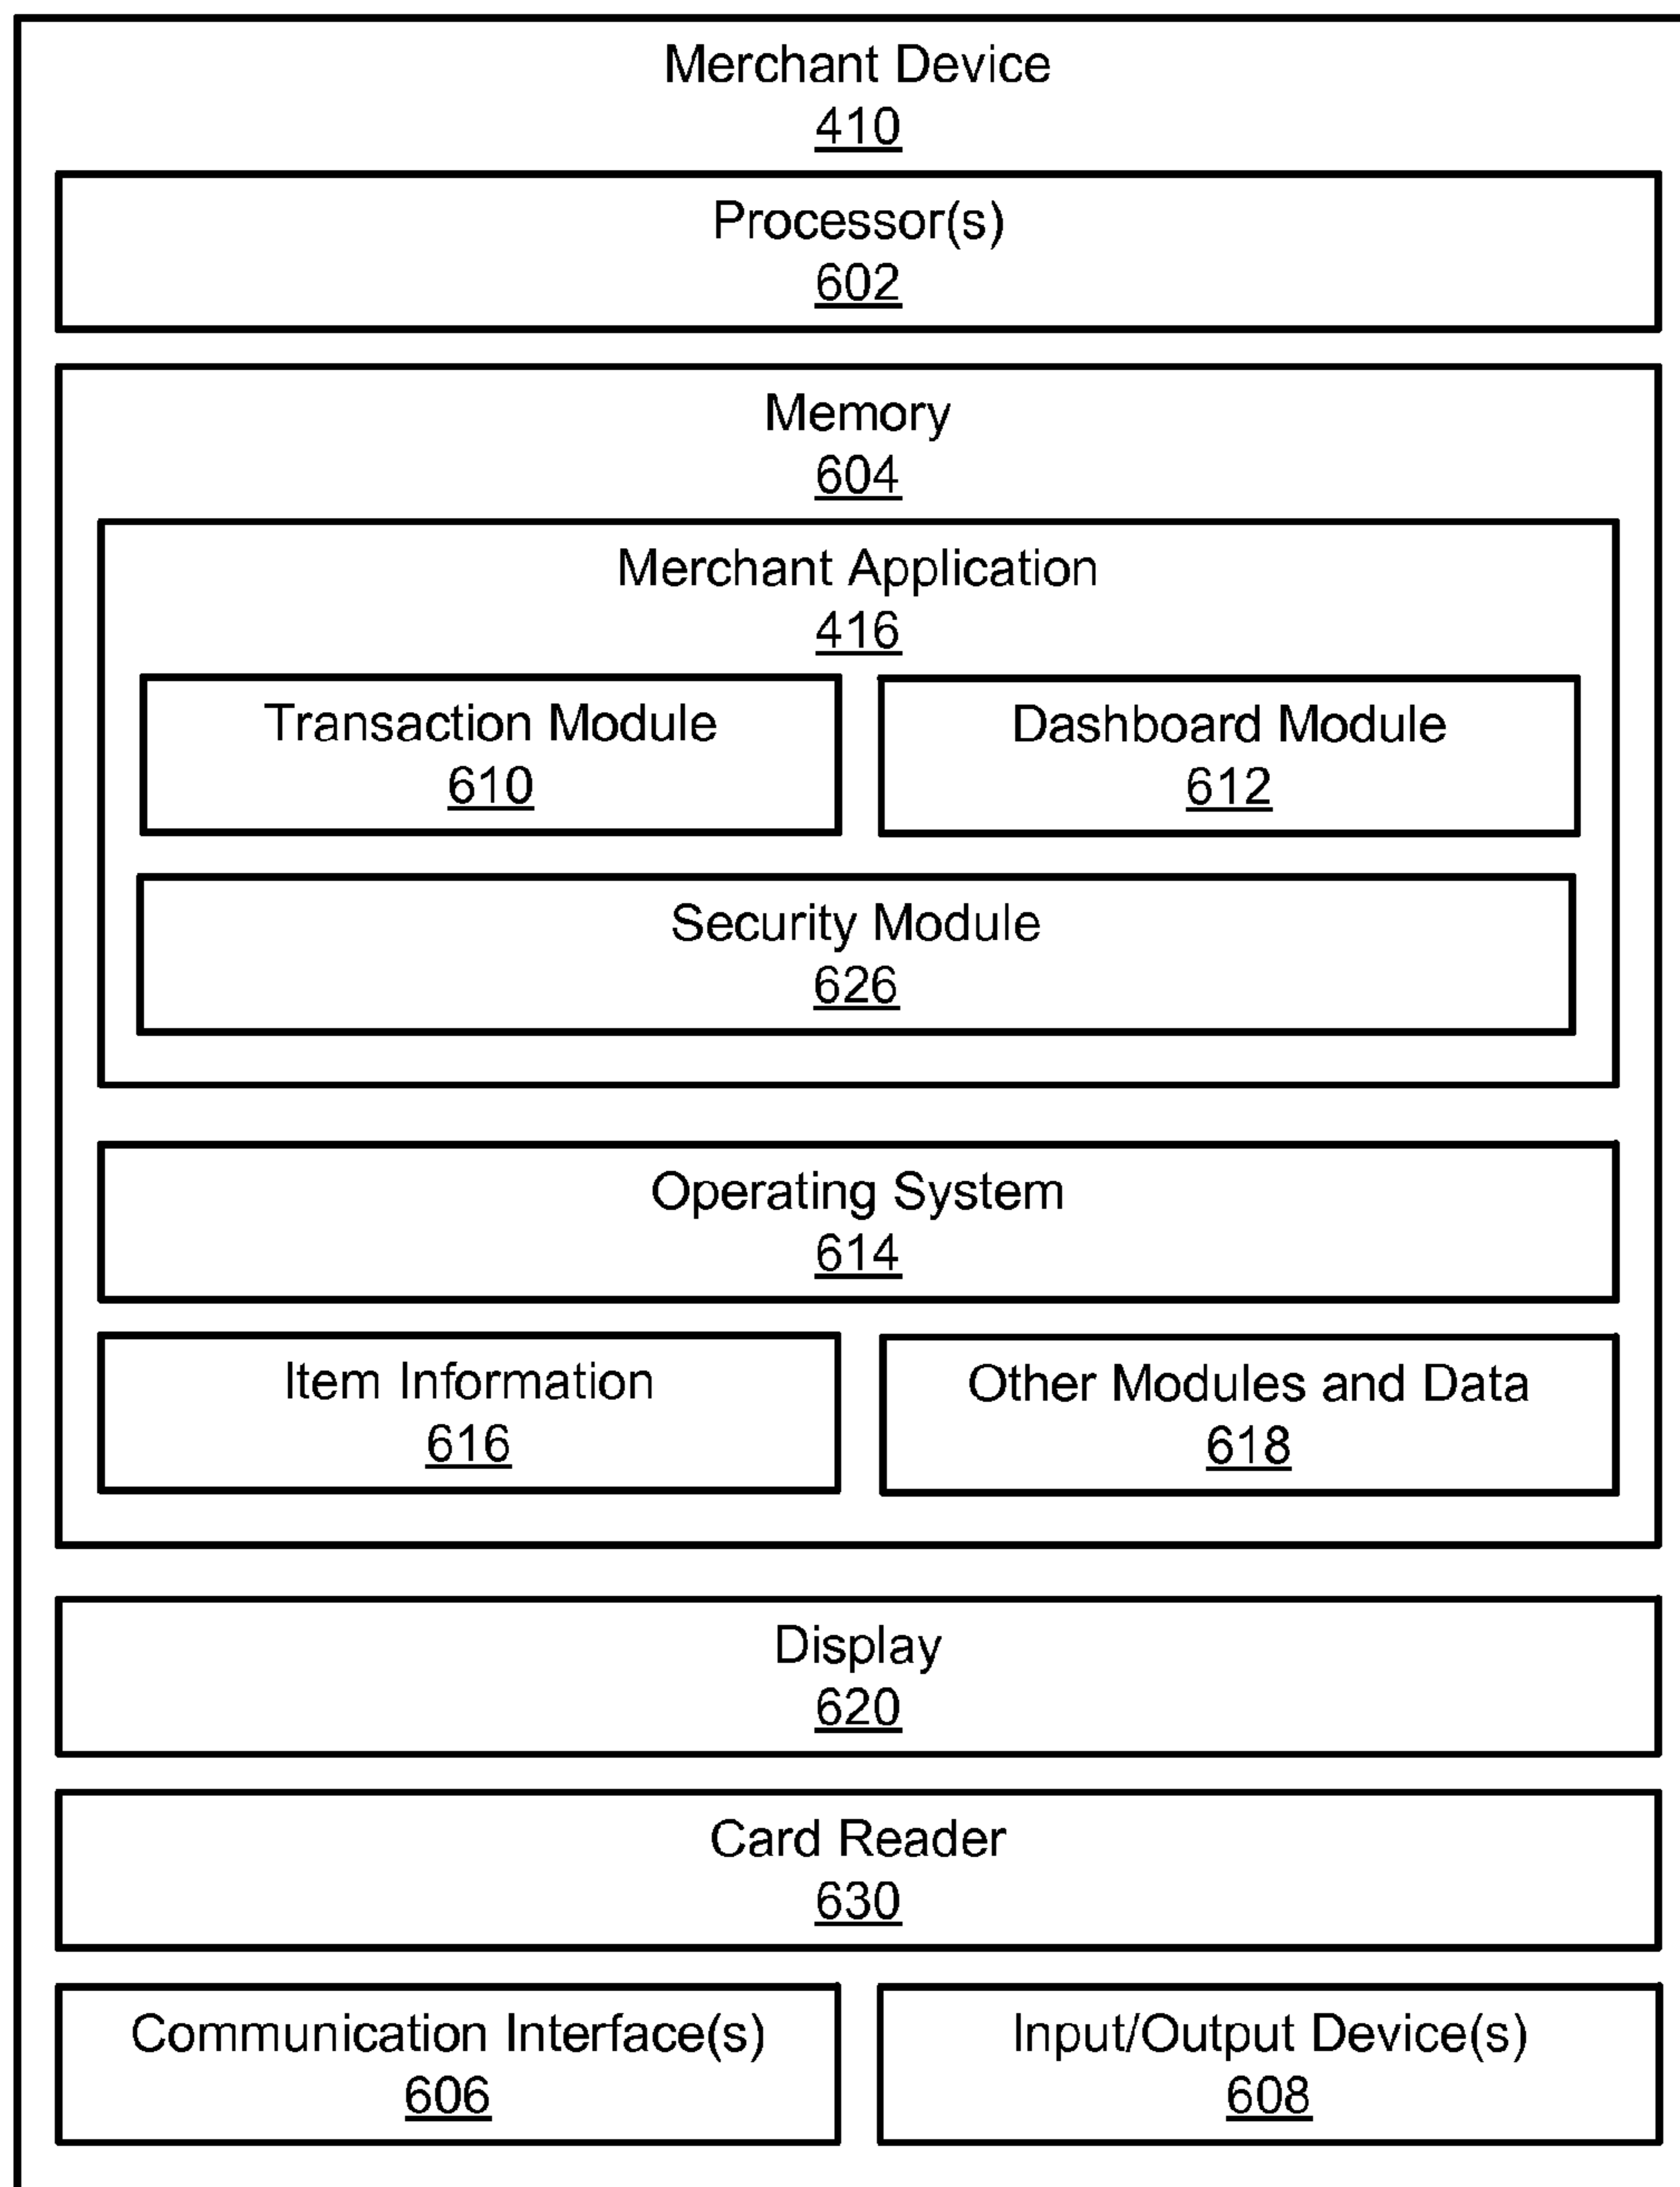 Merchant Device
410
Processor(s)
602
Memory
604
Merchant Application
416
Transaction Module
610
Dashboard Module
612
Security Module
626
Operating System
614
Item Information
616
Other Modules and Data
618
Display
620
Card Reader
630
Communication Interface(s)
606
Input/Output Device(s)
608